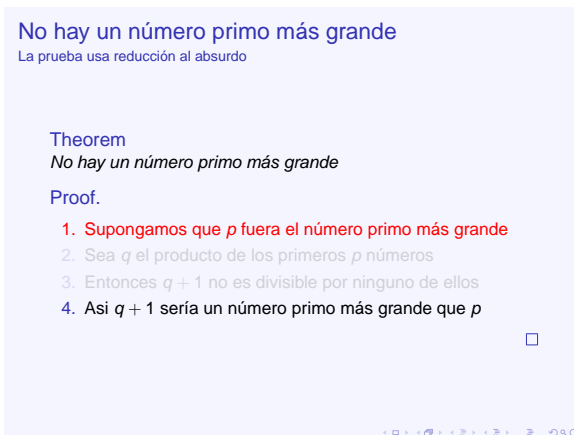 No hay un número primo más grande
La prueba usa reducción al absurdo
Theorem
No hay un número primo más grande
Proof.
1. Supongamos que p fuera el número primo más grande
2. Sea q el producto de los primeros p números
3. Entonces q + 1 no es divisible por ninguno de ellos
4. Asi q + 1 sería un número primo más grande que p